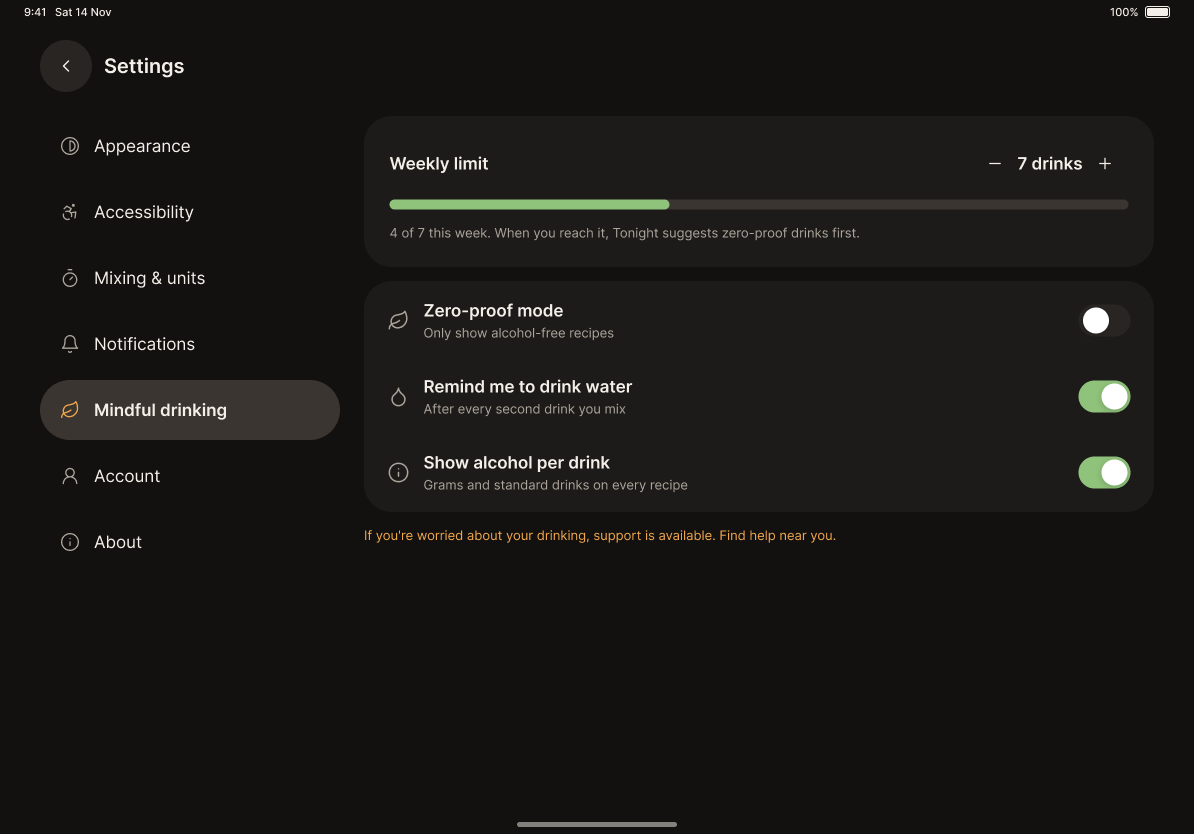 9:41 Sat 14 Nov
100%
Settings
Appearance
Accessibility
Mixing & units
Notifications
Mindful drinking
Account
About
Weekly limit
− 7 drinks +
4 of 7 this week. When you reach it, Tonight suggests zero-proof drinks first.
Zero-proof mode
Only show alcohol-free recipes
Remind me to drink water
After every second drink you mix
Show alcohol per drink
Grams and standard drinks on every recipe
If you're worried about your drinking, support is available. Find help near you.